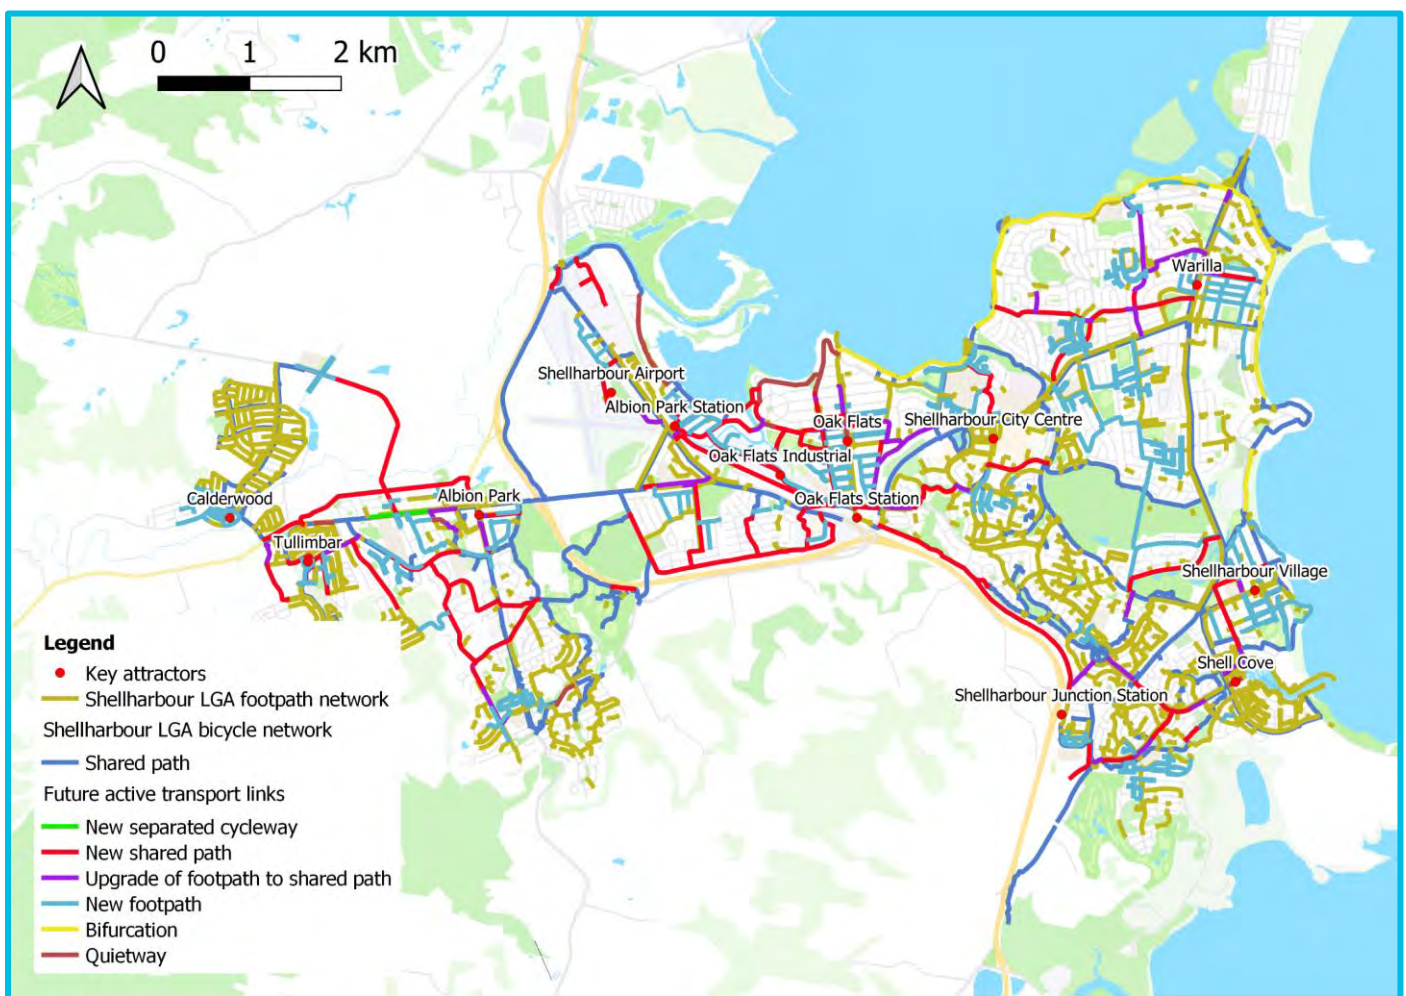 0 1 2 km
Warilla
Shellharbour Airport
Albion Park Station
Oak Flats
Shellharbour City Centre
Oak Flats Industrial
Calderwood
Albion Park
Oak Flats Station
Tullimbar
Shellharbour Village
Shell Cove
Shellharbour Junction Station
Legend
Key attractors
Shellharbour LGA footpath network
Shellharbour LGA bicycle network
Shared path
Future active transport links
New separated cycleway
New shared path
Upgrade of footpath to shared path
New footpath
Bifurcation
Quietway